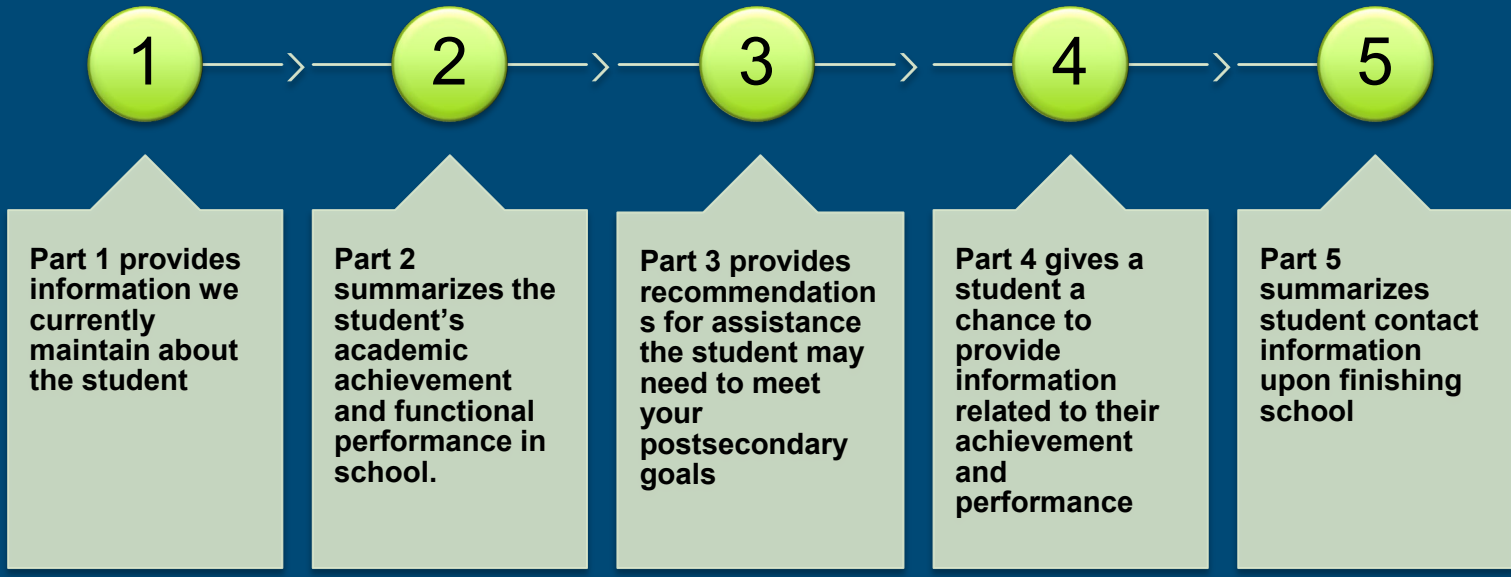 1
2
3
4
5
Part 1 provides
information we
currently
maintain about
the student
Part 2
summarizes the
student’s
academic
achievement
and functional
performance in
school.
Part 3 provides
recommendation
s for assistance
the student may
need to meet
your
postsecondary
goals
Part 4 gives a
student a
chance to
provide
information
related to their
achievement
and
performance
Part 5
summarizes
student contact
information
upon finishing
school